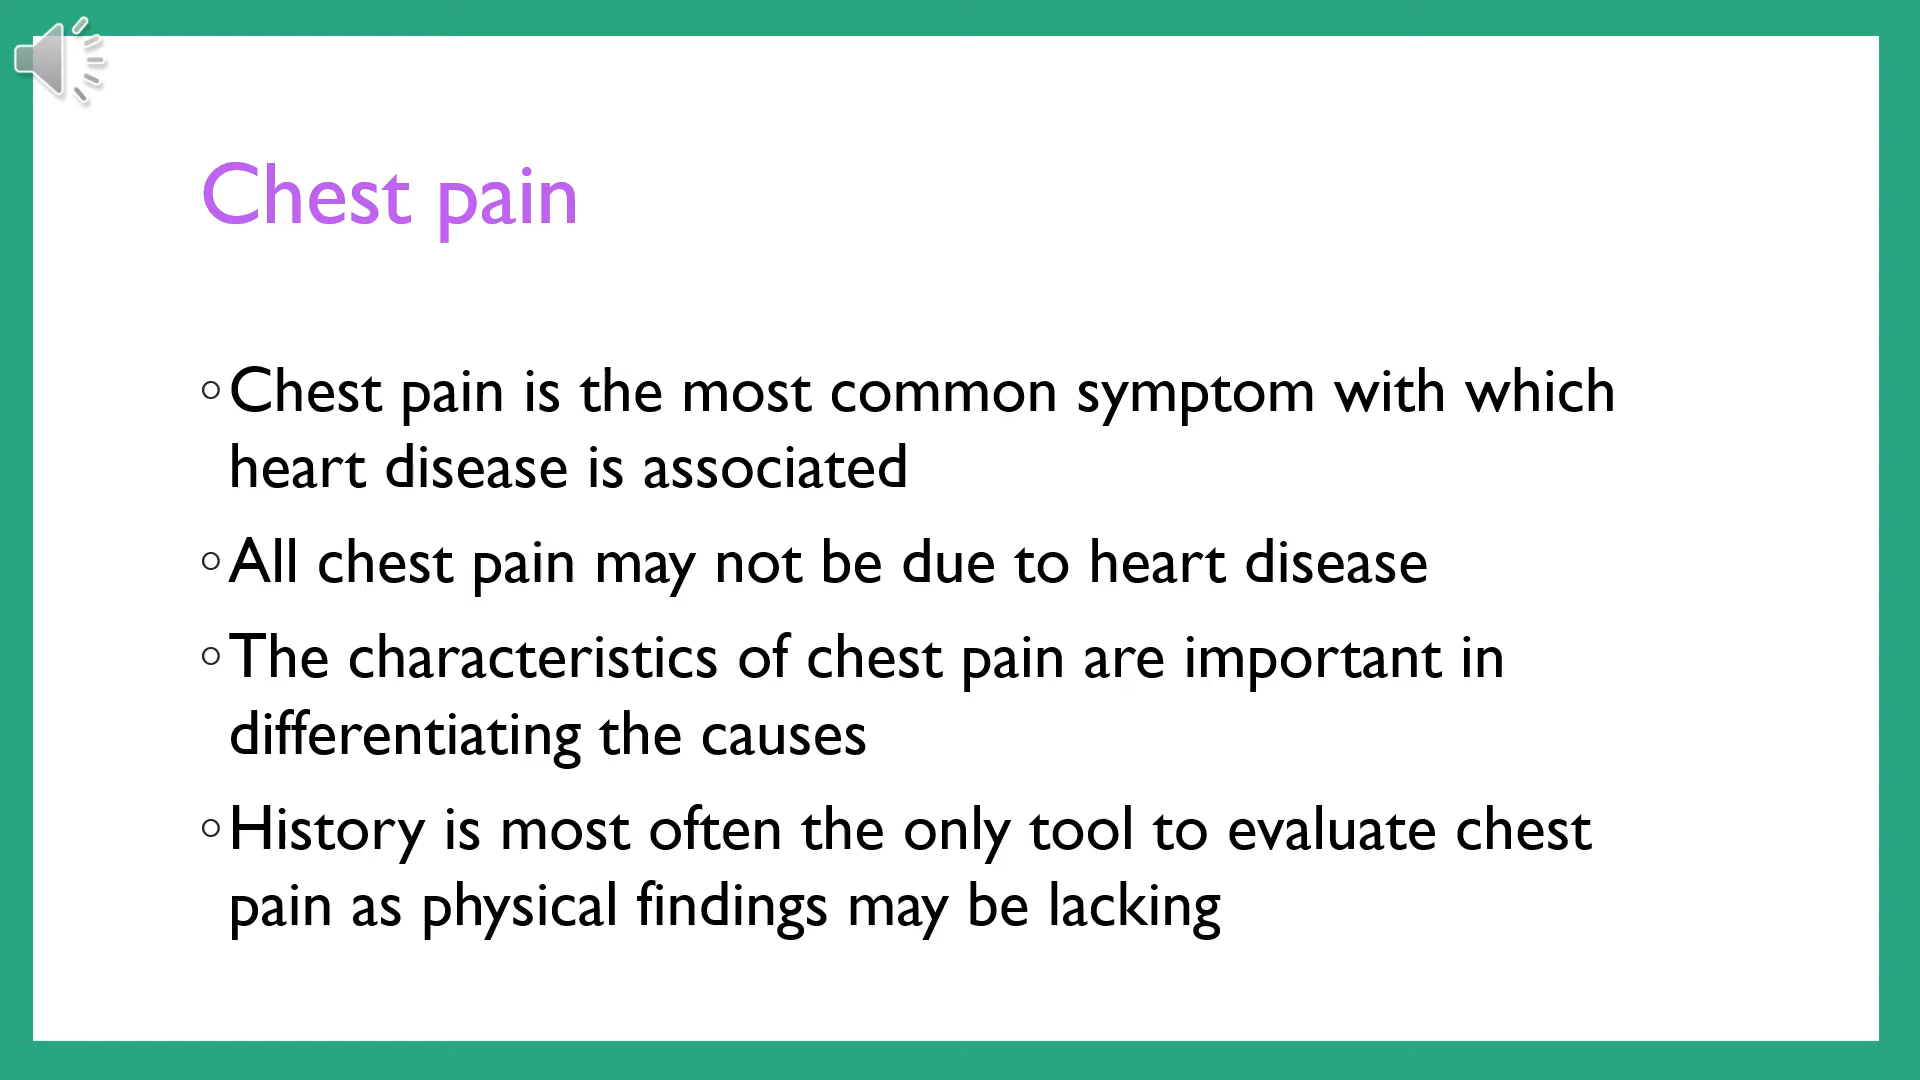 Chest pain
◦Chest pain is the most common symptom with which
heart disease is associated
◦All chest pain may not be due to heart disease
◦The characteristics of chest pain are important in
differentiating the causes
◦History is most often the only tool to evaluate chest
pain as physical findings may be lacking